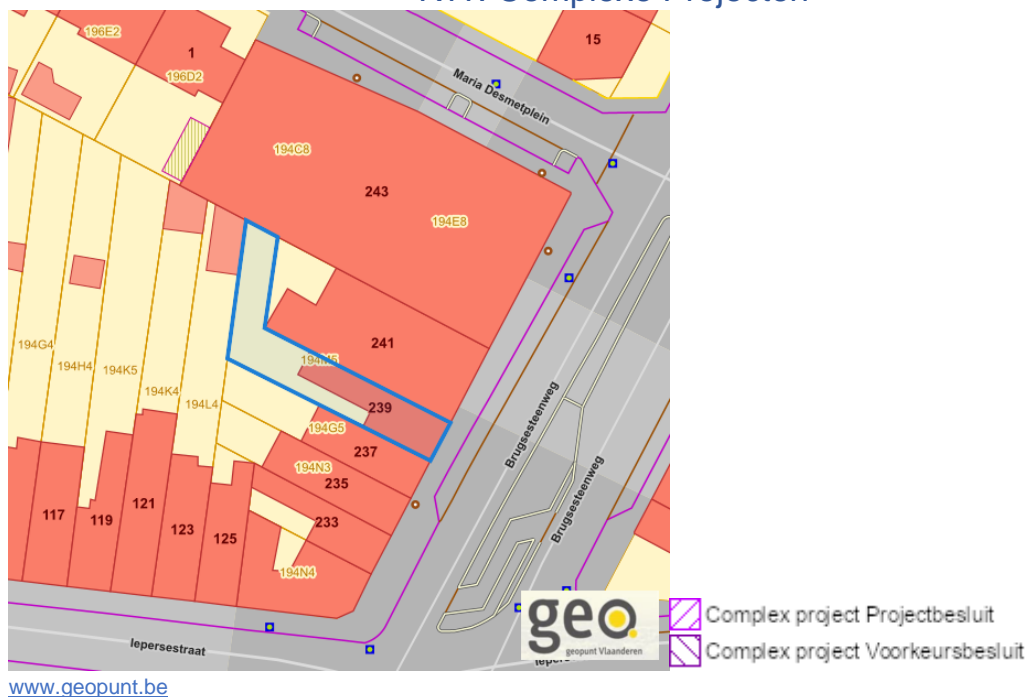 196E2
1
196D2
15
Maria Desmetplein
194C8
243
194E8
241
194G4
194H4
194K5
194K4
194L4
239
194G5
237
194N3
235
233
194N4
117
119
121
123
125
Brugsesteenweg
Brugsesteenweg
Iepersestraat
geo
geopunt Vlaanderen
Complex project Projectbesluit
Complex project Voorkeursbesluit
www.geopunt.be